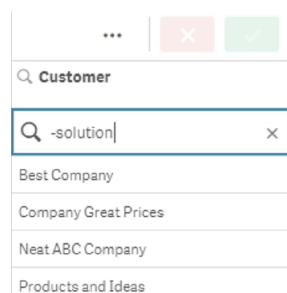 Customer
-solution
Best Company
Company Great Prices
Neat ABC Company
Products and Ideas